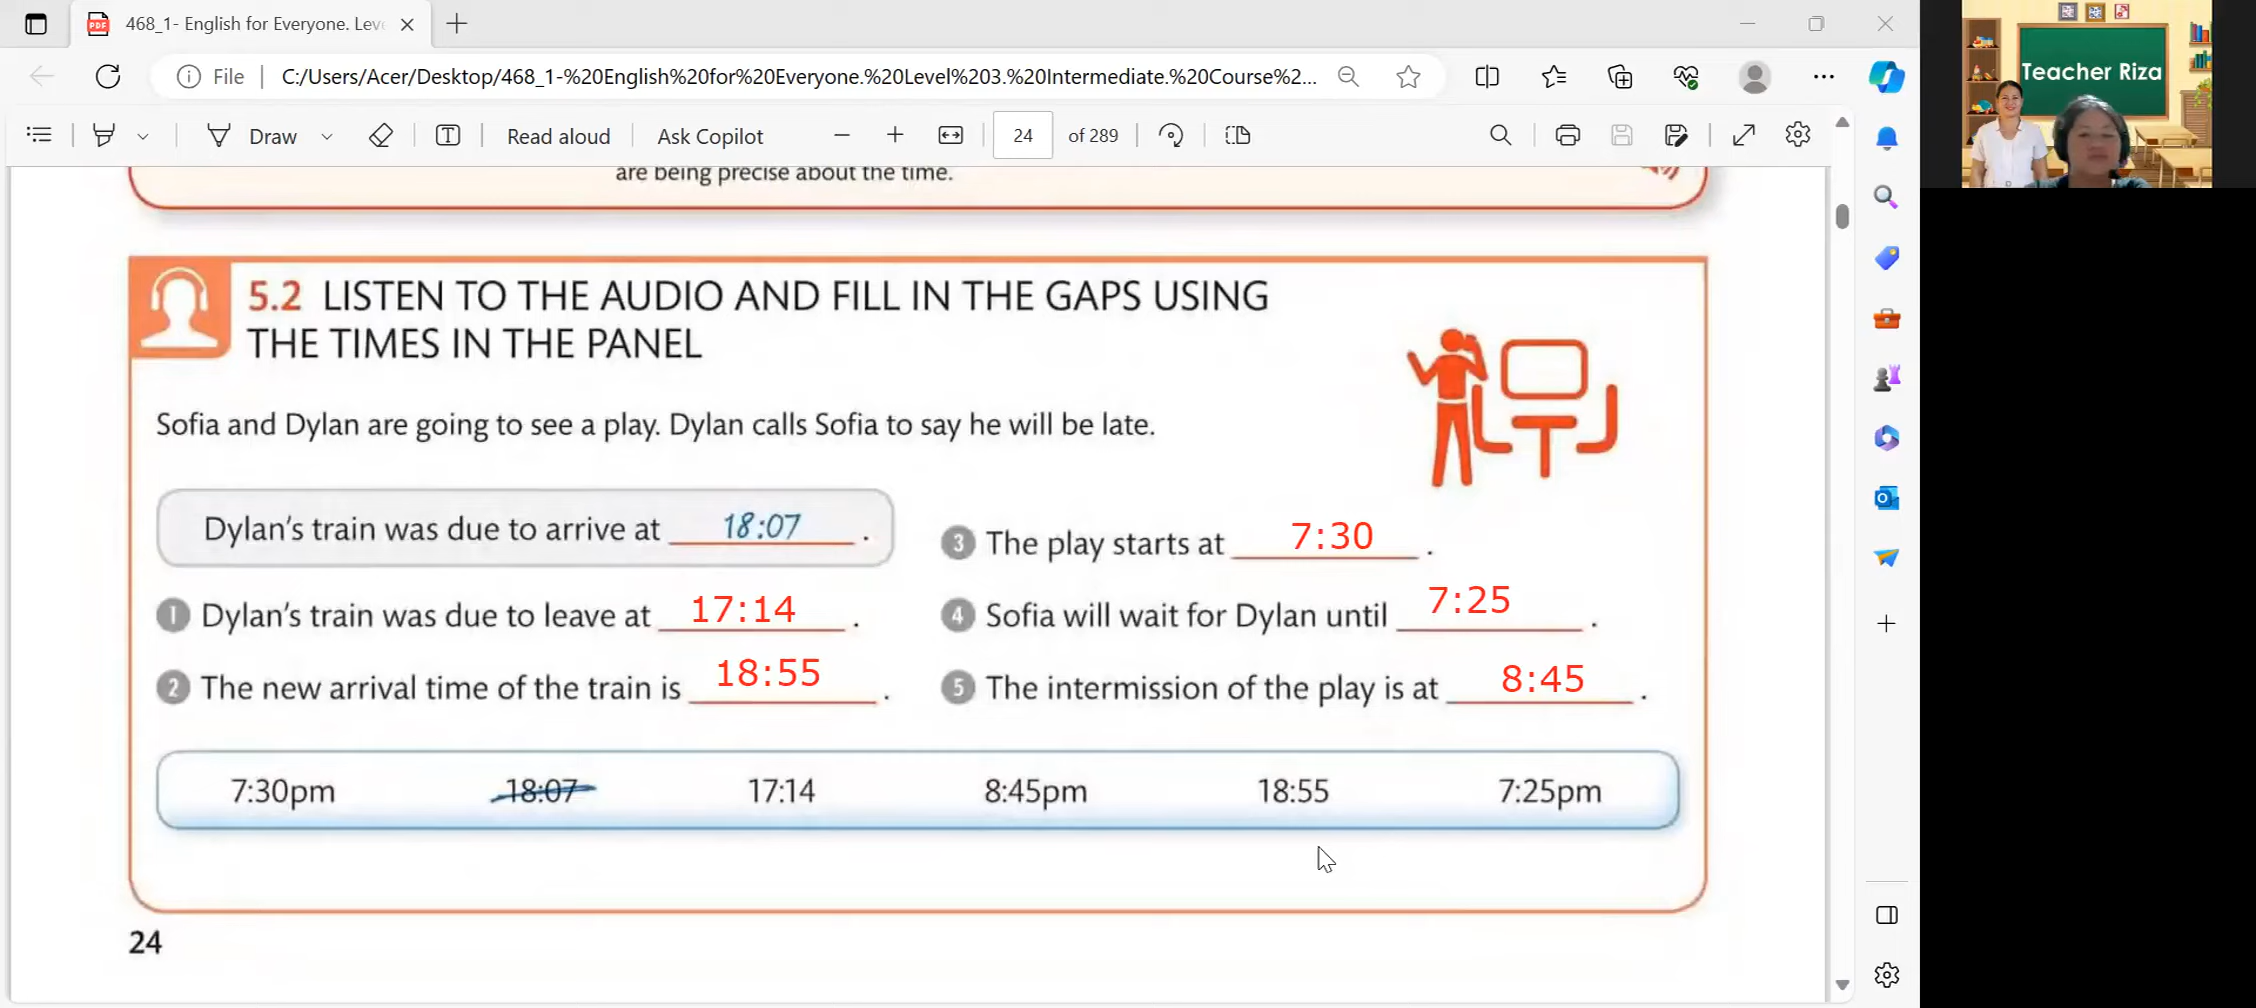 468_1- English for Everyone. Leve
File
C:/Users/Acer/Desktop/468_1-%20English%20for%20Everyone.%20Level%203.%20Intermediate.%20Course%2...
Draw
Read aloud
Ask Copilot
24 of 289
Teacher Riza
are being precise about the time.
5.2 LISTEN TO THE AUDIO AND FILL IN THE GAPS USING
THE TIMES IN THE PANEL
Sofia and Dylan are going to see a play. Dylan calls Sofia to say he will be late.
Dylan's train was due to arrive at 18:07.
1 Dylan's train was due to leave at 17:14.
2 The new arrival time of the train is 18:55.
3 The play starts at 7:30.
4 Sofia will wait for Dylan until 7:25.
5 The intermission of the play is at 8:45.
7:30pm 18:07 17:14 8:45pm 18:55 7:25pm
24